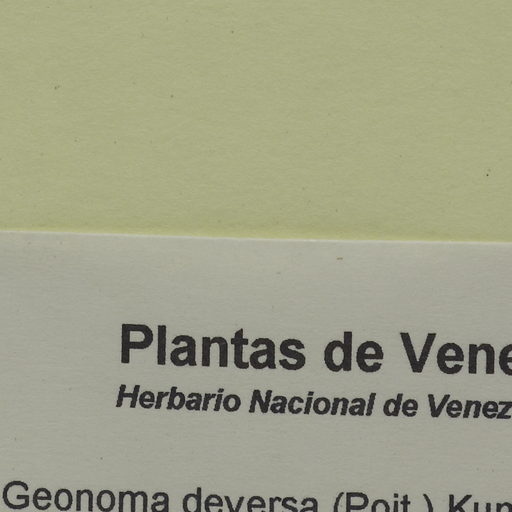 Plantas de Vene
Herbario Nacional de Venez
Geonoma deversa (Poit.) Kun